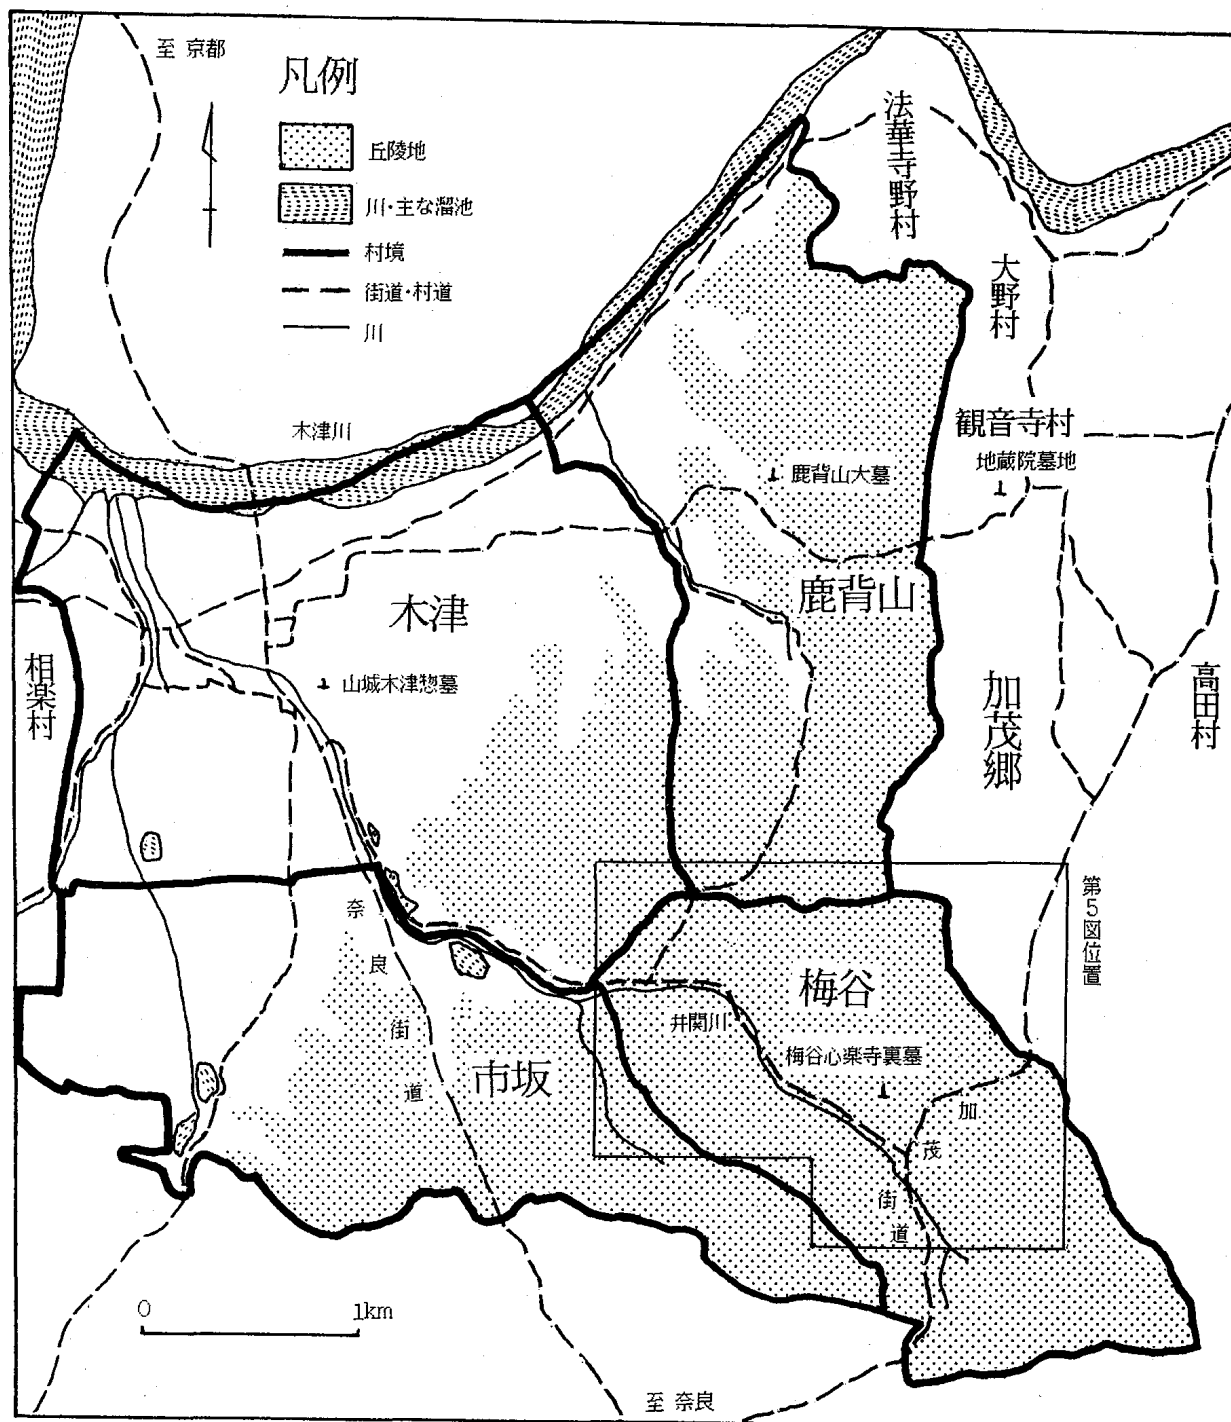 至 京都
凡例
丘陵地
川・主な溜池
村境
街道・村道
川
法華寺野村
大野村
木津川
観音寺村
地蔵院墓地
鹿背山大墓
鹿背山
木津
相楽村
山城木津惣墓
加茂郷
高田村
第5図位置
奈良街道
梅谷
井関川
梅谷心楽寺裏墓
市坂
加茂街道
0 1km
至 奈良